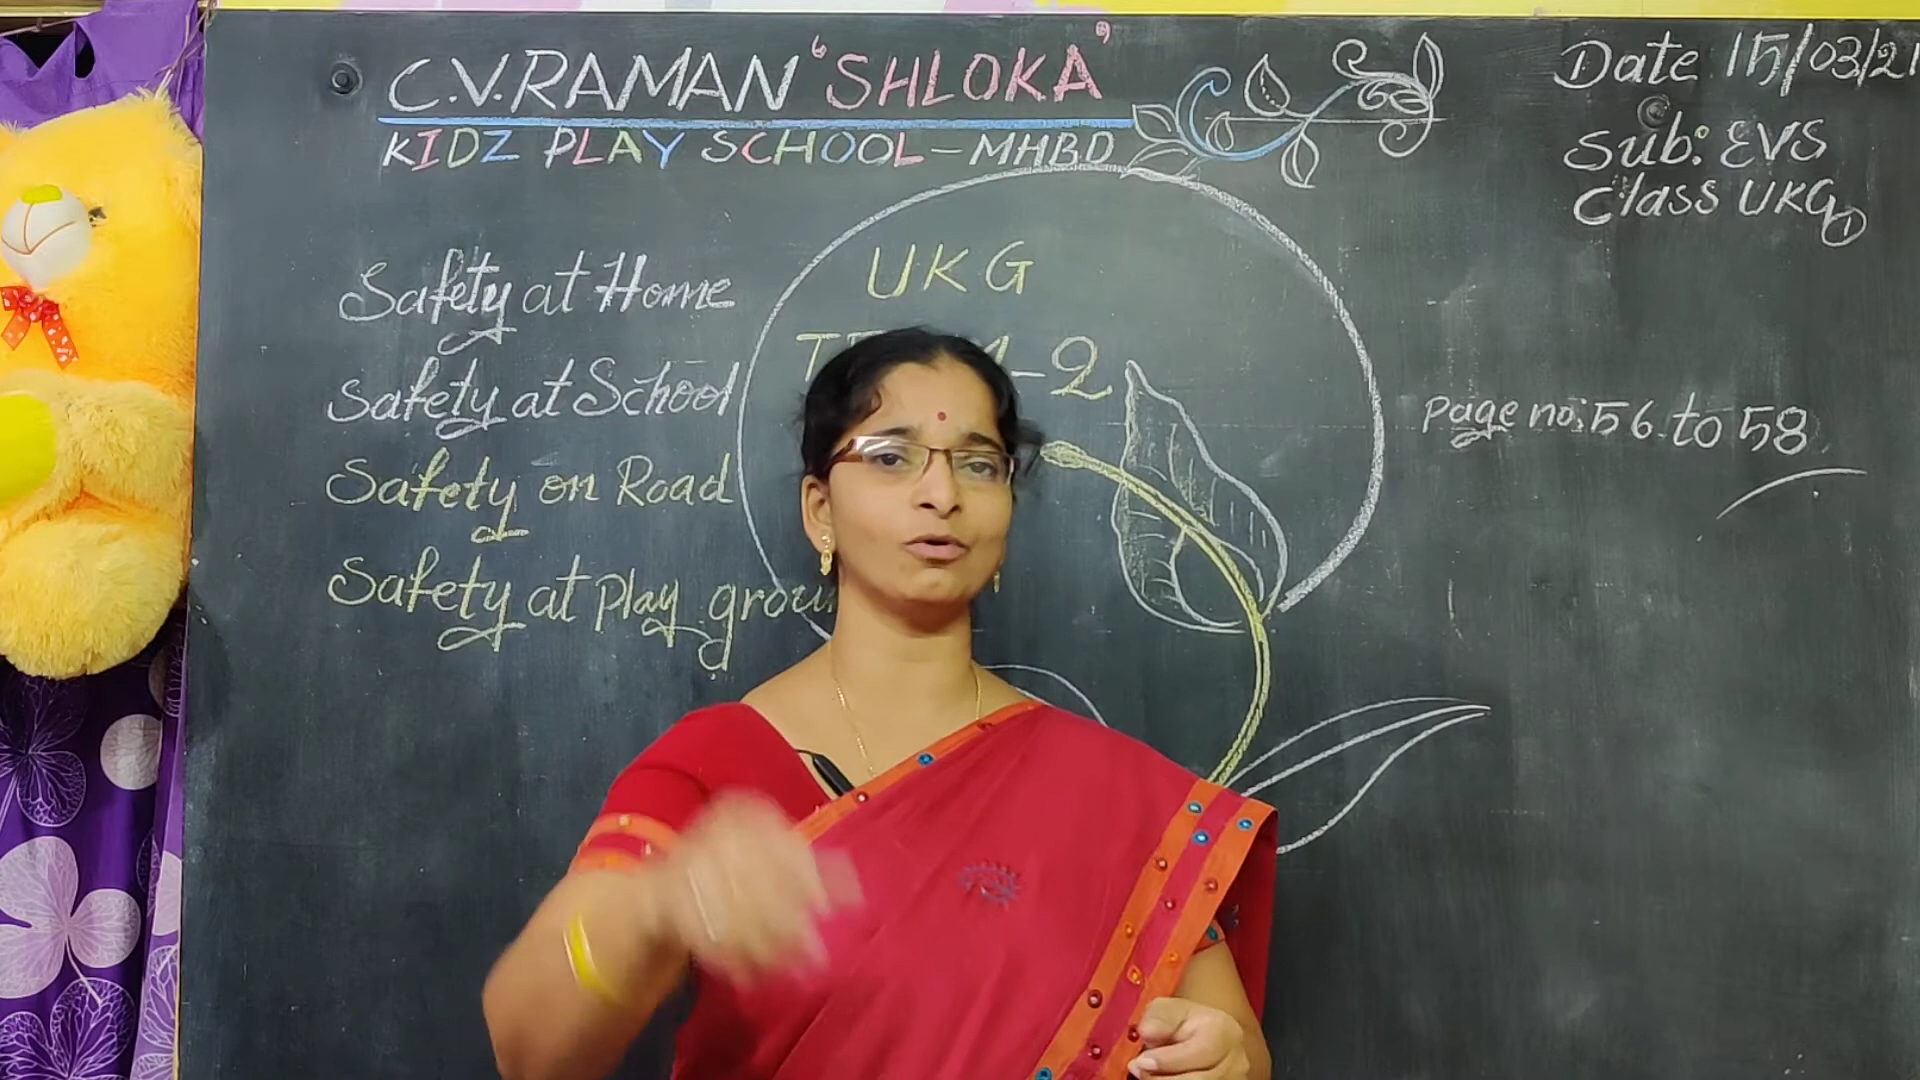 C.V.RAMAN "SHLOKA"
KIDZ PLAY SCHOOL-MHBD
Date 15/03/21
Sub: EVS
Class UKG
UKG
-2
Safety at Home
Safety at School
Safety on Road
Safety at Play
Page no: 56 to 58